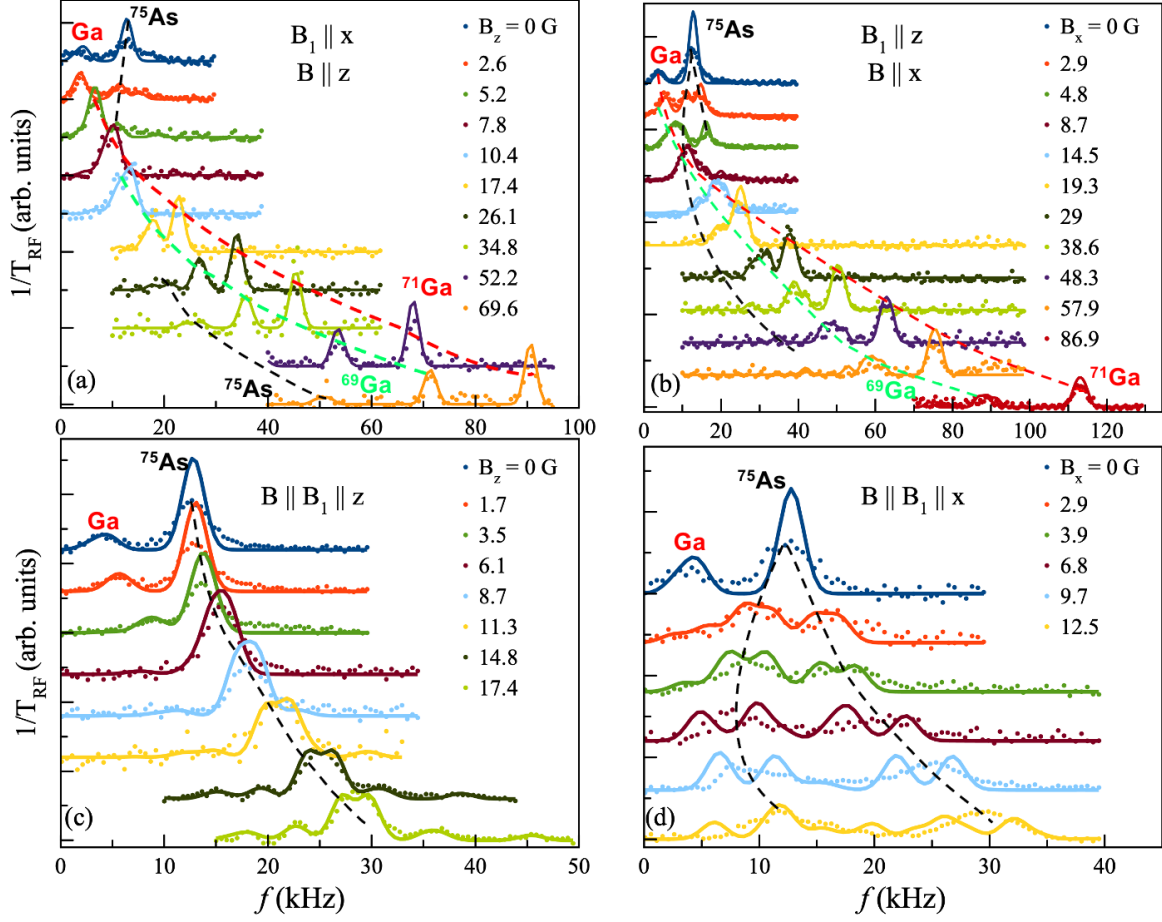 1/T_RF (arb. units)
⁷⁵As
Ga
B₁ || x
B || z
B_z = 0 G
2.6
5.2
7.8
10.4
17.4
26.1
34.8
52.2
69.6
⁷¹Ga
⁶⁹Ga
⁷⁵As
(a)
0 20 40 60 80 100
⁷⁵As
Ga
B₁ || z
B || x
B_x = 0 G
2.9
4.8
8.7
14.5
19.3
29
38.6
48.3
57.9
86.9
⁶⁹Ga
⁷¹Ga
(b)
0 20 40 60 80 100 120
1/T_RF (arb. units)
⁷⁵As
Ga
B || B₁ || z
B_z = 0 G
1.7
3.5
6.1
8.7
11.3
14.8
17.4
(c)
0 10 20 30 40 50
f (kHz)
⁷⁵As
Ga
B || B₁ || x
B_x = 0 G
2.9
3.9
6.8
9.7
12.5
(d)
0 10 20 30 40
f (kHz)